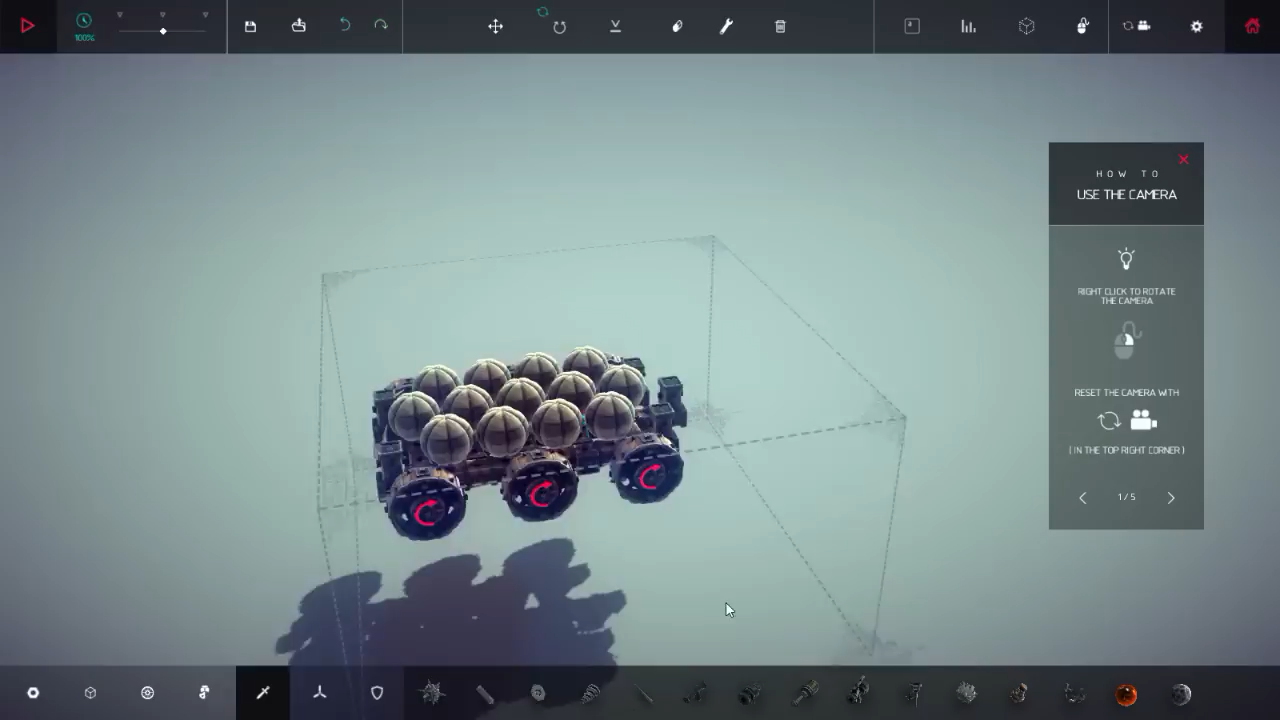 100%
HOW TO
USE THE CAMERA
RIGHT CLICK TO ROTATE
THE CAMERA
RESET THE CAMERA WITH
( IN THE TOP RIGHT CORNER )
1/5